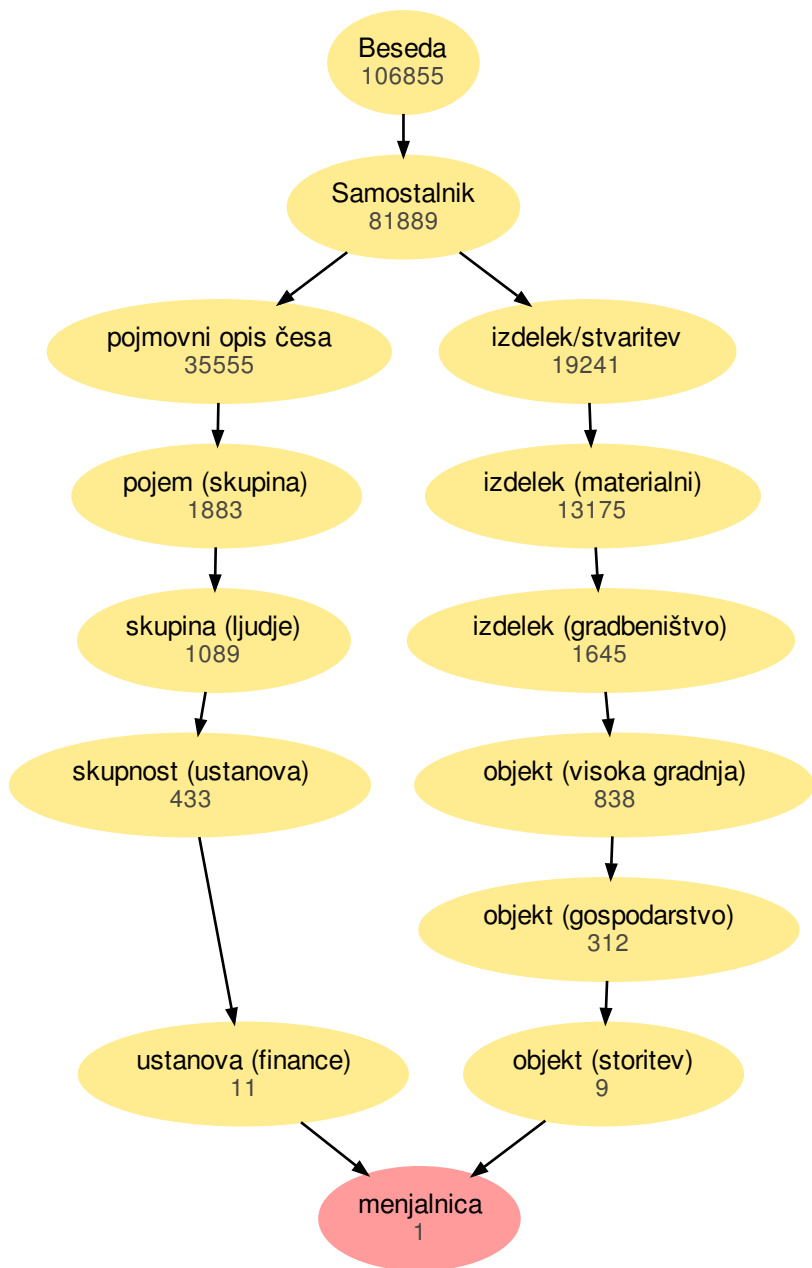 Beseda
106855
Samostalnik
81889
pojmovni opis česa
35555
izdelek/stvaritev
19241
pojem (skupina)
1883
izdelek (materialni)
13175
skupina (ljudje)
1089
izdelek (gradbeništvo)
1645
skupnost (ustanova)
433
objekt (visoka gradnja)
838
objekt (gospodarstvo)
312
ustanova (finance)
11
objekt (storitev)
9
menjalnica
1